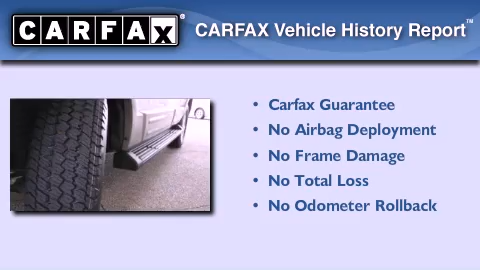 CARFAX® CARFAX Vehicle History Report™
• Carfax Guarantee
• No Airbag Deployment
• No Frame Damage
• No Total Loss
• No Odometer Rollback